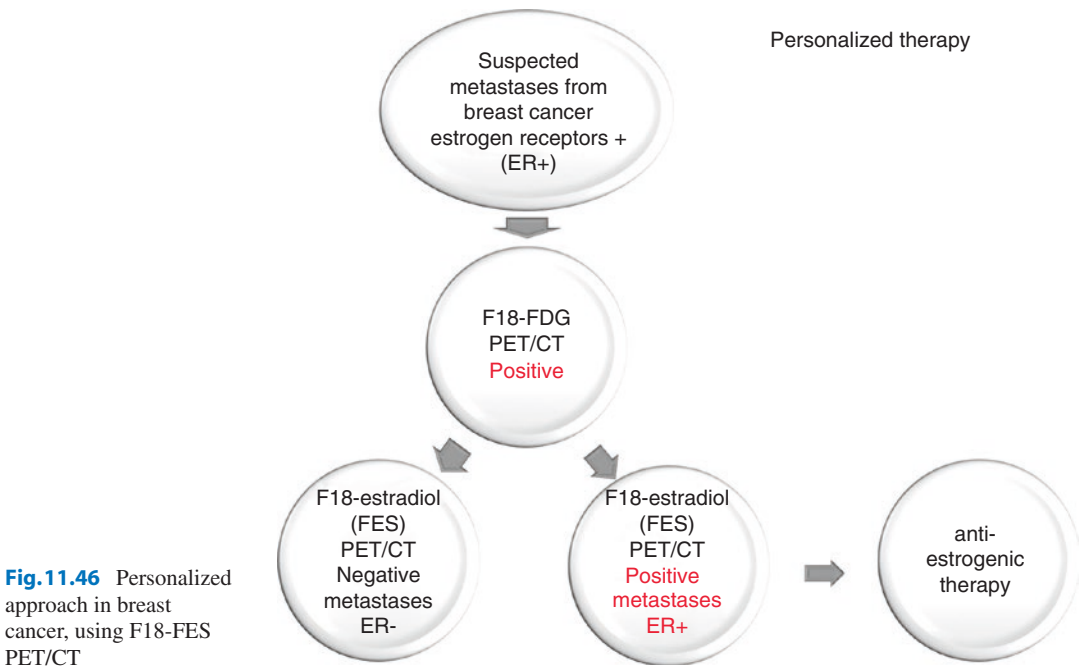 Personalized therapy
Suspected
metastases from
breast cancer
estrogen receptors +
(ER+)
F18-FDG
PET/CT
Positive
F18-estradiol
(FES)
PET/CT
Negative
metastases
ER-
F18-estradiol
(FES)
PET/CT
Positive
metastases
ER+
anti-
estrogenic
therapy
Fig.11.46 Personalized
approach in breast
cancer, using F18-FES
PET/CT